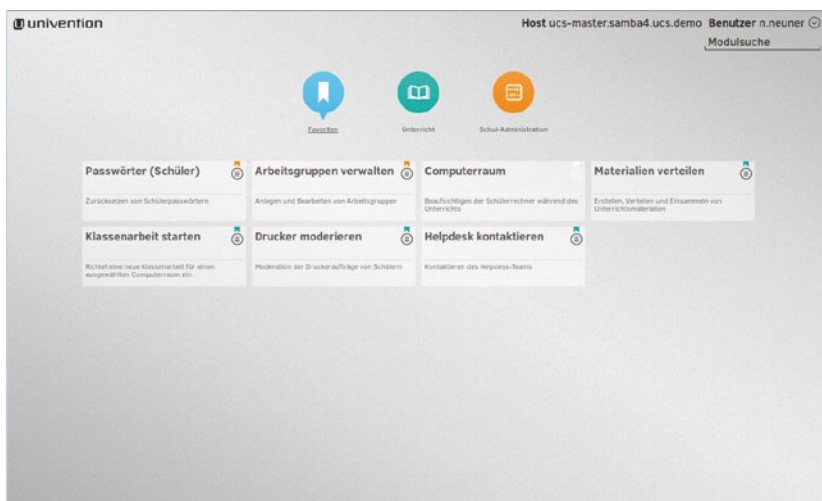 univention
Host ucs-master.samba4.ucs.demo Benutzer n.neuner
Modulsuche
Favoriten
Unterricht
Schul-Administration
Passwörter (Schüler)
Zurücksetzen von Schülerpasswörtern
Arbeitsgruppen verwalten
Anlegen und Bearbeiten von Arbeitsgruppen
Computerraum
Beaufsichtigen der Schülerrechner während des
Unterrichts
Materialien verteilen
Erstellen, Verteilen und Einsammeln von
Unterrichtsmaterialien
Klassenarbeit starten
Richtet eine neue Klassenarbeit für einen
ausgewählten Computerraum ein.
Drucker moderieren
Moderation der Druckeraufträge von Schülern
Helpdesk kontaktieren
Kontaktieren des Helpdesk-Teams